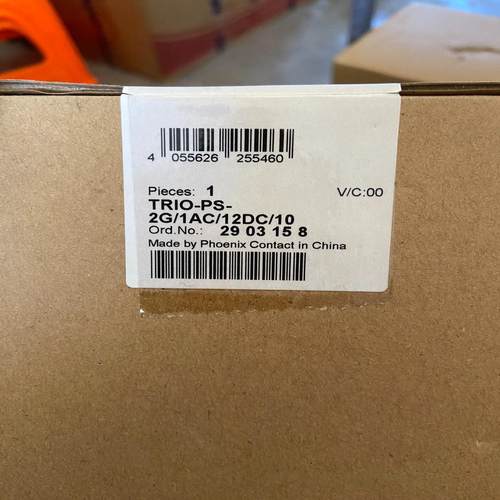 4 055626 255460
Pieces: 1 V/C:00
TRIO-PS-
2G/1AC/12DC/10
Ord.No.: 29 03 15 8
Made by Phoenix Contact in China